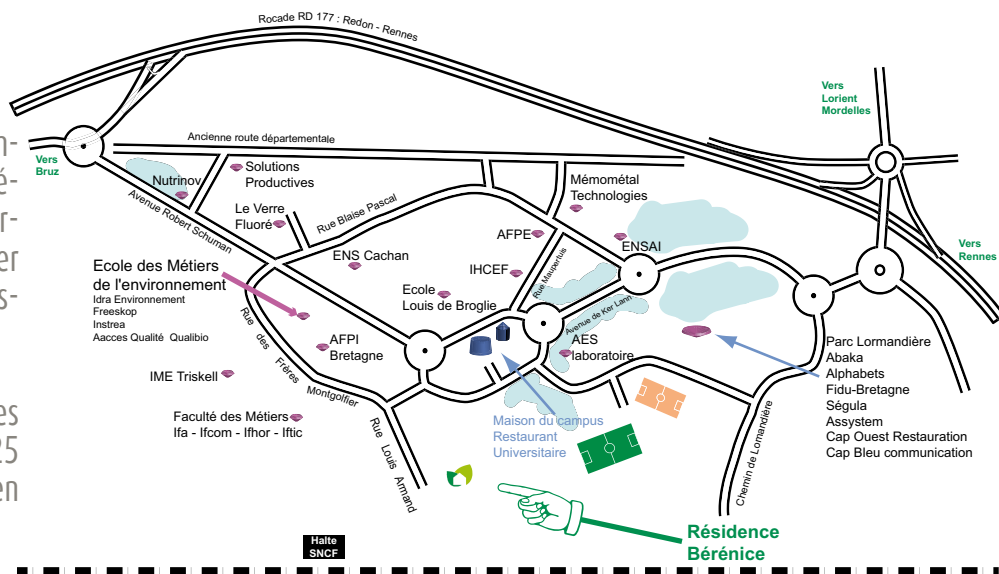 Rocade RD 177 : Redon - Rennes
Vers
Lorient
Mordelles
Ancienne route départementale
n-
é-
r-
er
s-
Vers
Bruz
Nutrinov
Solutions
Productives
Mémométal
Technologies
Avenue Robert Schuman
Le Verre
Fluoré
Rue Blaise Pascal
AFPE
ENSAI
Vers
Rennes
ENS Cachan
IHCEF
Rue Maupertuis
Ecole des Métiers
de l'environnement
Idra Environnement
Freeskop
Instrea
Aacces Qualité Qualibio
Ecole
Louis de Broglie
Avenue de Ker Lann
Rue des Frères Montgolfier
AFPI
Bretagne
AES
laboratoire
Parc Lormandière
Abaka
Alphabets
Fidu-Bretagne
Ségula
Assystem
Cap Ouest Restauration
Cap Bleu communication
IME Triskell
es
25
en
Faculté des Métiers
Ifa - Ifcom - Ifhor - Iftic
Rue Louis Armand
Maison du campus
Restaurant
Universitaire
Chemin de Lomandière
Résidence
Bérénice
Halte
SNCF